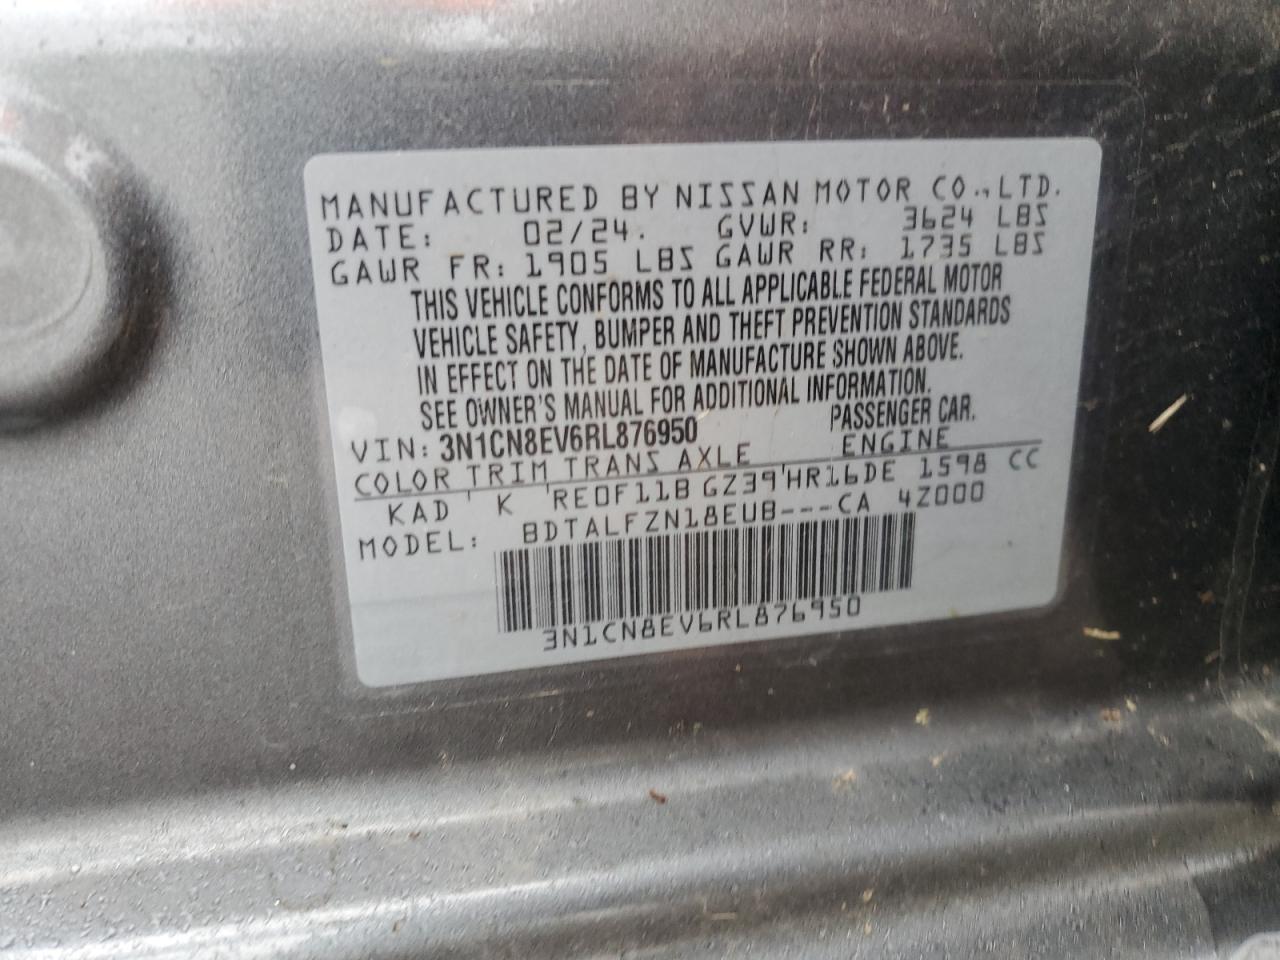 MANUFACTURED BY NISSAN MOTOR CO.,LTD.
DATE: 02/24. GVWR: 3624 LBS
GAWR FR: 1905 LBS GAWR RR: 1735 LBS
THIS VEHICLE CONFORMS TO ALL APPLICABLE FEDERAL MOTOR
VEHICLE SAFETY, BUMPER AND THEFT PREVENTION STANDARDS
IN EFFECT ON THE DATE OF MANUFACTURE SHOWN ABOVE.
SEE OWNER'S MANUAL FOR ADDITIONAL INFORMATION.
VIN: 3N1CN8EV6RL876950 PASSENGER CAR.
COLOR TRIM TRANS AXLE ENGINE
KAD K RE0F11B GZ39 HR16DE 1598 CC
MODEL: BDTALFZN18EUB---CA 4Z000
3N1CN8EV6RL876950